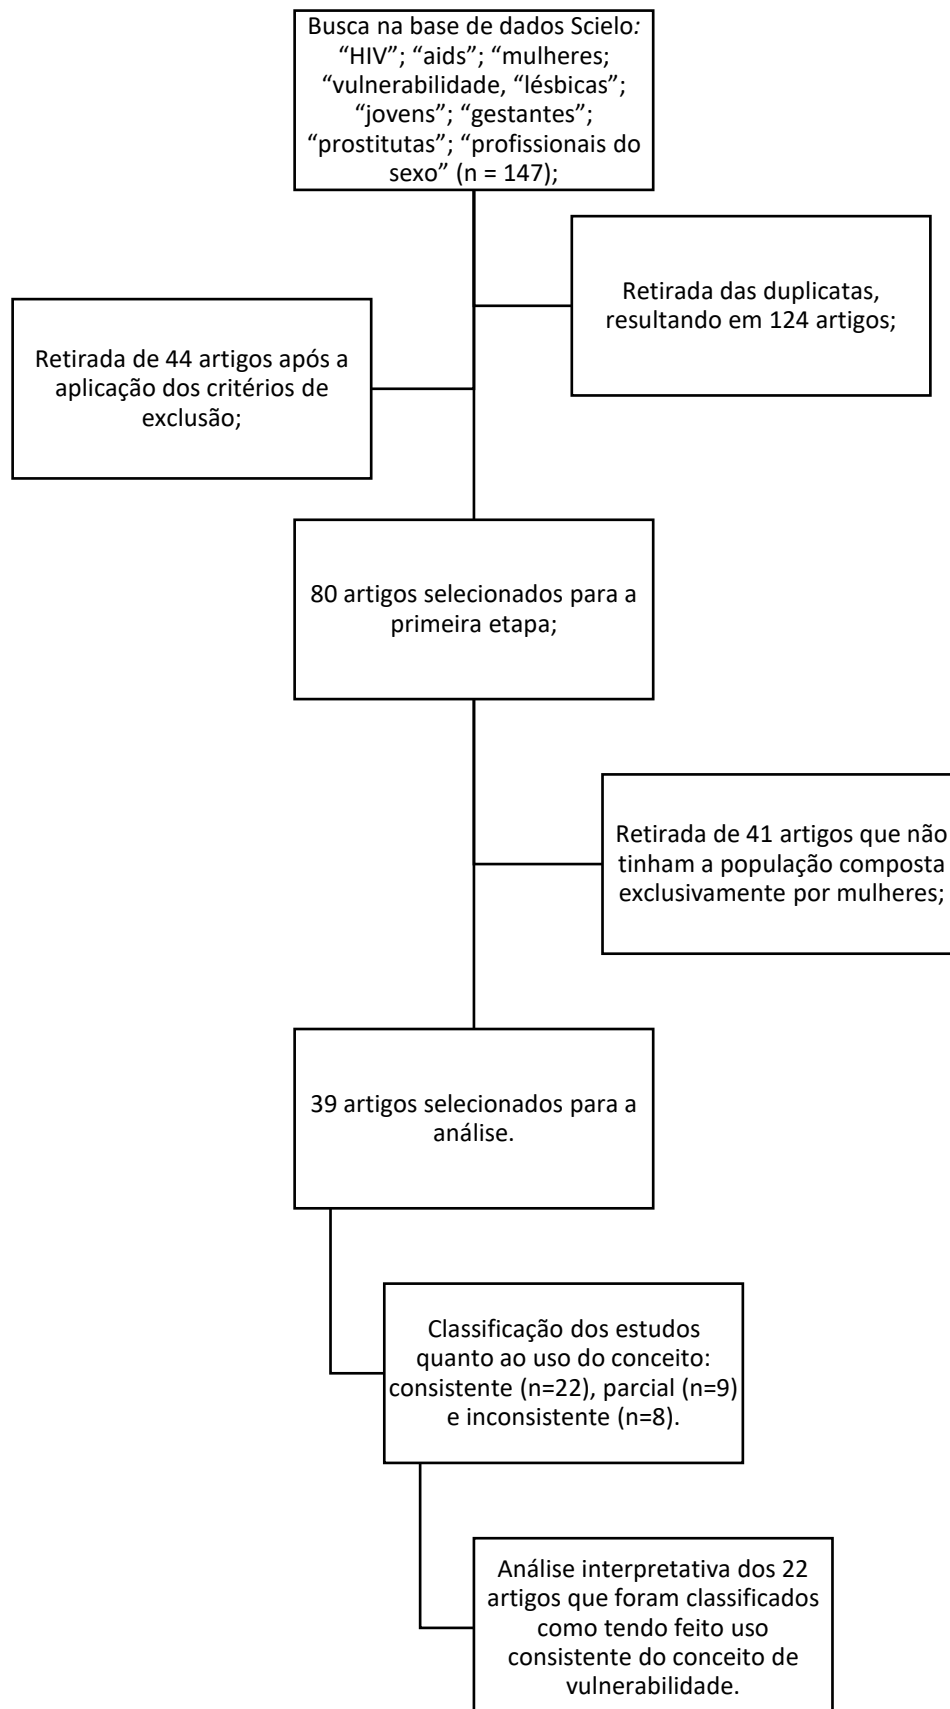 Busca na base de dados Scielo:
“HIV”; “aids”; “mulheres;
“vulnerabilidade, “lésbicas”;
“jovens”; “gestantes”;
“prostitutas”; “profissionais do
sexo” (n = 147);
Retirada das duplicatas,
resultando em 124 artigos;
Retirada de 44 artigos após a
aplicação dos critérios de
exclusão;
80 artigos selecionados para a
primeira etapa;
Retirada de 41 artigos que não
tinham a população composta
exclusivamente por mulheres;
39 artigos selecionados para a
análise.
Classificação dos estudos
quanto ao uso do conceito:
consistente (n=22), parcial (n=9)
e inconsistente (n=8).
Análise interpretativa dos 22
artigos que foram classificados
como tendo feito uso
consistente do conceito de
vulnerabilidade.